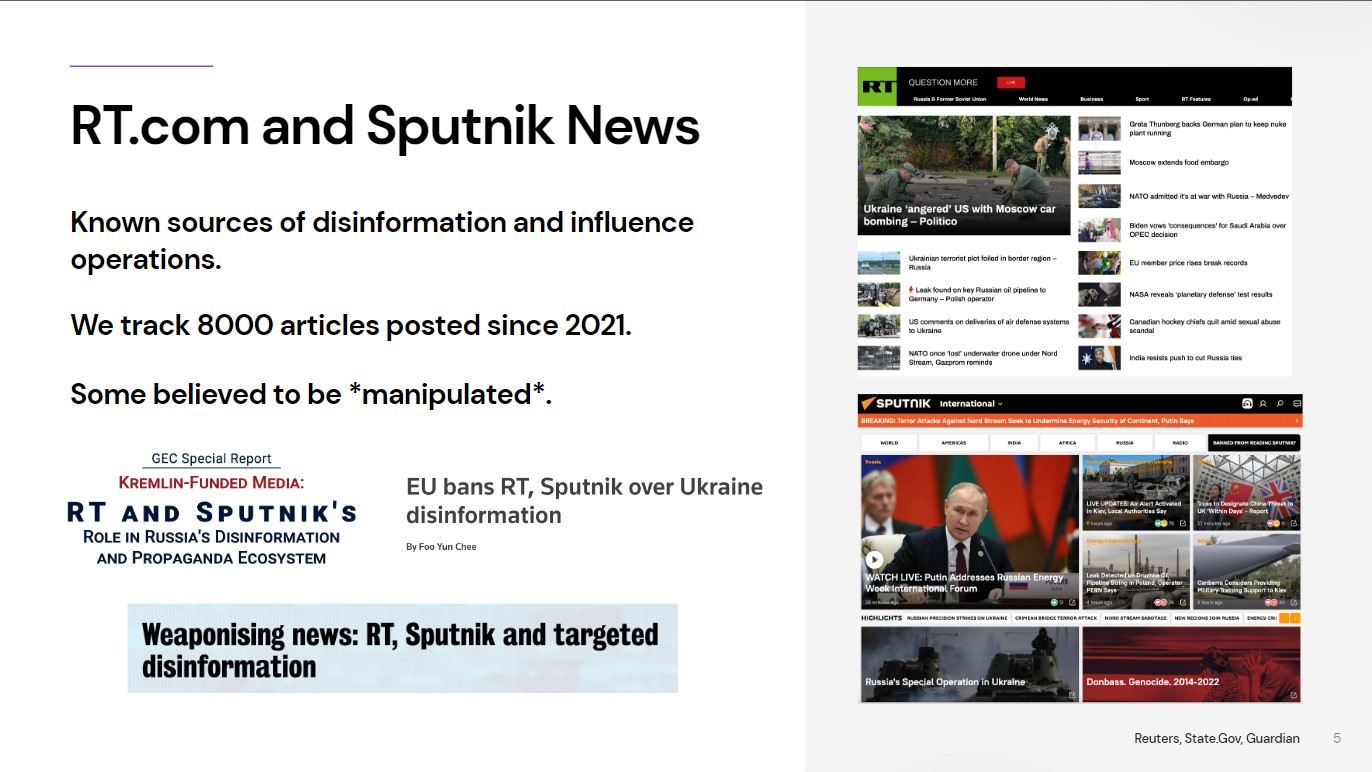 RT.com and Sputnik News
Known sources of disinformation and influence
operations.
We track 8000 articles posted since 2021.
Some believed to be *manipulated*.
GEC Special Report
Kremlin-Funded Media:
RT and Sputnik's
Role in Russia's Disinformation
and Propaganda Ecosystem
EU bans RT, Sputnik over Ukraine
disinformation
By Foo Yun Chee
Weaponising news: RT, Sputnik and targeted
disinformation
RT QUESTION MORE LIVE
Russia & Former Soviet Union World News Business Sport RT Features Op-ed
Ukraine 'angered' US with Moscow car
bombing – Politico
Ukrainian terrorist plot foiled in border region –
Russia
Leak found on key Russian oil pipeline to
Germany – Polish operator
US comments on deliveries of air defense systems
to Ukraine
NATO once 'lost' underwater drone under Nord
Stream, Gazprom reminds
Greta Thunberg backs German plan to keep nuke
plant running
Moscow extends food embargo
NATO admitted it's at war with Russia – Medvedev
Biden vows 'consequences' for Saudi Arabia over
OPEC decision
EU member price rises break records
NASA reveals 'planetary defense' test results
Canadian hockey chiefs quit amid sexual abuse
scandal
India resists push to cut Russia ties
SPUTNIK International
BREAKING: Terror Attacks Against Nord Stream Seek to Undermine Energy Security of Continent, Putin Says
WORLD AMERICAS INDIA AFRICA RUSSIA RADIO BANNED FROM READING SPUTNIK?
Russia
WATCH LIVE: Putin Addresses Russian Energy
Week International Forum
LIVE UPDATES: Air Alert Activated
in Kiev, Local Authorities Say
Truss to Designate China Threat to
UK 'Within Days' - Report
Leak Detected on Druzhba Oil
Pipeline String in Poland, Operator
PERN Says
Canberra Considers Providing
Military Training Support to Kiev
HIGHLIGHTS RUSSIAN PRECISION STRIKES ON UKRAINE CRIMEAN BRIDGE TERROR ATTACK NORD STREAM SABOTAGE NEW REGIONS JOIN RUSSIA ENERGY CRI
Russia's Special Operation in Ukraine
Donbass. Genocide. 2014-2022
Reuters, State.Gov, Guardian 5